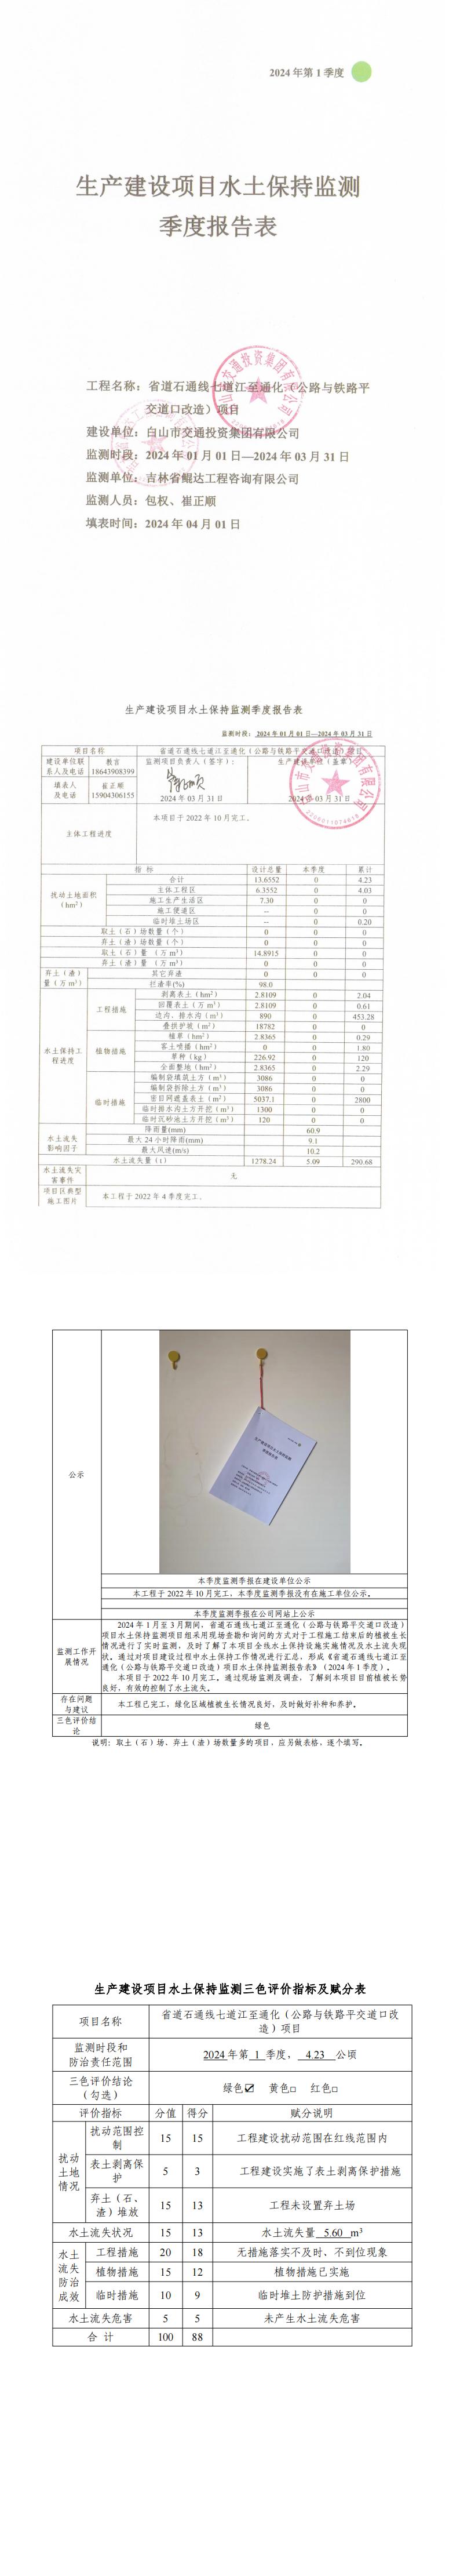 2024年第1季度
生产建设项目水土保持监测
季度报告表
工程名称：省道石通线七道江至通化（公路与铁路平
交道口改造）项目
建设单位：白山市交通投资集团有限公司
监测时段：2024年01月01日—2024年03月31日
监测单位：吉林省鲲达工程咨询有限公司
监测人员：包权、崔正顺
填表时间：2024年04月01日
生产建设项目水土保持监测季度报告表
监测时段：2024年01月01日—2024年03月31日
项目名称 省道石通线七道江至通化（公路与铁路平交道口改造）项目
建设单位联系人及电话 18643908399 监测项目负责人（签字）： 2024年03月31日 生产建设单位（盖章） 2024年03月31日
填表人及电话 崔正顺 15904306155
主体工程进度 本项目于2022年10月完工。
指 标 设计总量 本季度 累计
扰动土地面积（hm²） 合计 13.6552 0 4.23
主体工程区 6.3552 0 4.03
施工生产生活区 7.30 0 0
施工便道区 -- 0 0
临时堆土场区 -- 0 0.20
取土（石）场数量（个） 0 0 0
弃土（渣）场数量（个） 0 0 0
取土（石）量（万m³） 14.8915 0 0
弃土（渣）量（万m³） 0 0 0
弃土（渣）量（万m³） 其它弃渣 0 0 0
拦渣率(%) 98.0
水土保持工程进度 工程措施 剥离表土（hm²） 2.8109 0 2.04
回覆表土（万m³） 2.8109 0 0.61
边沟、排水沟（m³） 890 0 453.28
叠拱护坡（m²） 18782 0 0
植物措施 植草（hm²） 2.8365 0 0.29
客土喷播（hm²） 0 0 1.80
草种（kg） 226.92 0 120
全面整地（hm²） 2.8365 0 2.29
临时措施 编制袋填筑土方（m³） 3086 0 0
编制袋拆除土方（m³） 3086 0 0
密目网遮盖表土（m²） 5037.1 0 2800
临时排水沟土方开挖（m³） 1300 0 0
临时沉砂池土方开挖（m³） 120 0 0
水土流失影响因子 降雨量(mm) 60.9
最大24小时降雨(mm) 9.1
最大风速(m/s) 10.2
水土流失量（t） 1278.24 5.09 290.68
水土流失灾害事件 无
项目区典型施工图片 本工程于2022年4季度完工。
公示
生产建设项目水土保持监测
季度报告表
本季度监测季报在建设单位公示
本工程于2022年10月完工，本季度监测季报没有在施工单位公示。
本季度监测季报在公司网站上公示
监测工作开展情况
2024年1月至3月期间，省道石通线七道江至通化（公路与铁路平交道口改造）
项目水土保持监测项目组采用现场查勘和询问的方式对于工程施工结束后的植被生长
情况进行了实时监测，及时了解了本项目全线水土保持设施实施情况及水土流失现
状。通过对项目建设过程中水土保持工作情况进行汇总，形成《省道石通线七道江至
通化（公路与铁路平交道口改造）项目水土保持监测报告表》（2024年1季度）。
本项目于2022年10月完工。通过现场监测及调查，了解到本项目目前植被长势
良好，有效的控制了水土流失。
存在问题与建议 本工程已完工，绿化区域植被生长情况良好，及时做好补种和养护。
三色评价结论 绿色
说明：取土（石）场、弃土（渣）场数量多的项目，应另做表格，逐个填写。
生产建设项目水土保持监测三色评价指标及赋分表
项目名称 省道石通线七道江至通化（公路与铁路平交道口改造）项目
监测时段和防治责任范围 2024年第 1 季度， 4.23 公顷
三色评价结论（勾选） 绿色☑ 黄色□ 红色□
评价指标 分值 得分 赋分说明
扰动土地情况 扰动范围控制 15 15 工程建设扰动范围在红线范围内
表土剥离保护 5 3 工程建设实施了表土剥离保护措施
弃土（石、渣）堆放 15 13 工程未设置弃土场
水土流失状况 15 13 水土流失量 5.60 m³
水土流失防治成效 工程措施 20 18 无措施落实不及时、不到位现象
植物措施 15 12 植物措施已实施
临时措施 10 9 临时堆土防护措施到位
水土流失危害 5 5 未产生水土流失危害
合 计 100 88